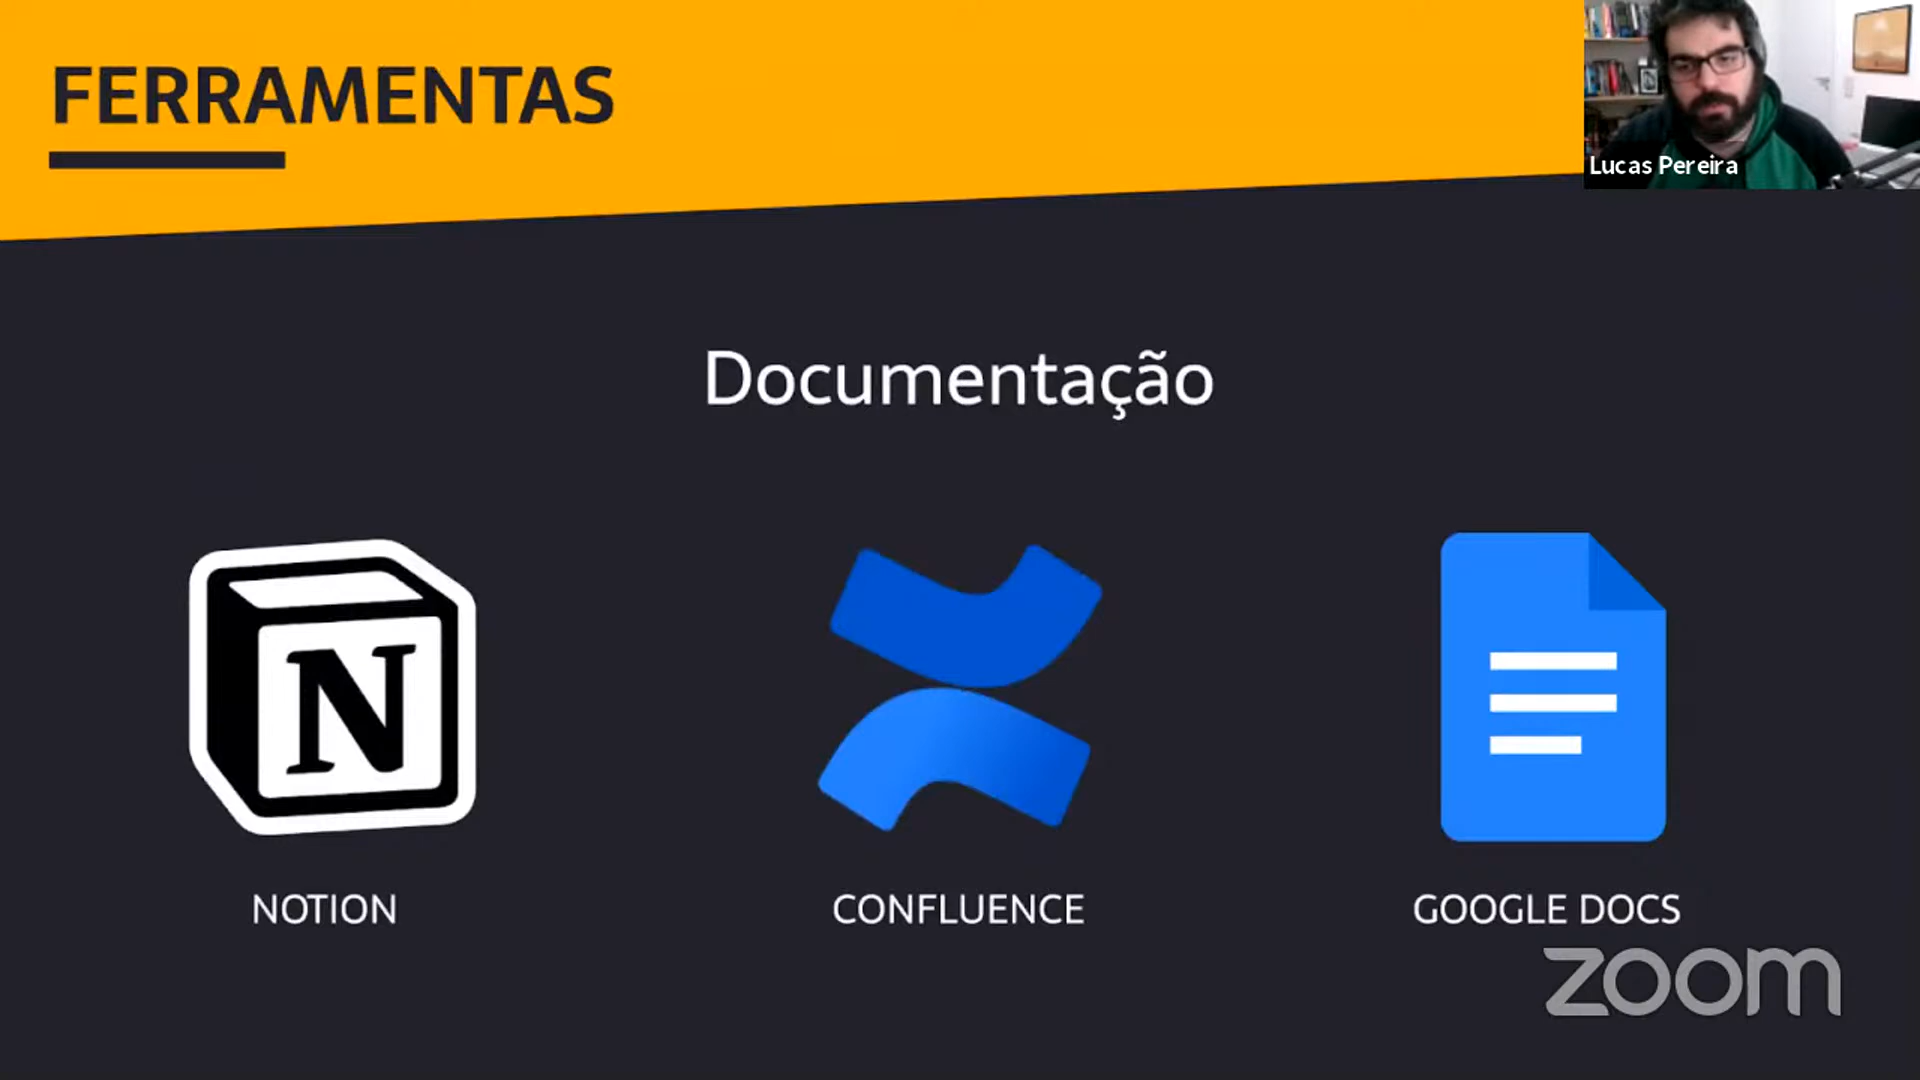 FERRAMENTAS
Lucas Pereira
Documentação
N
NOTION
CONFLUENCE
GOOGLE DOCS
zoom